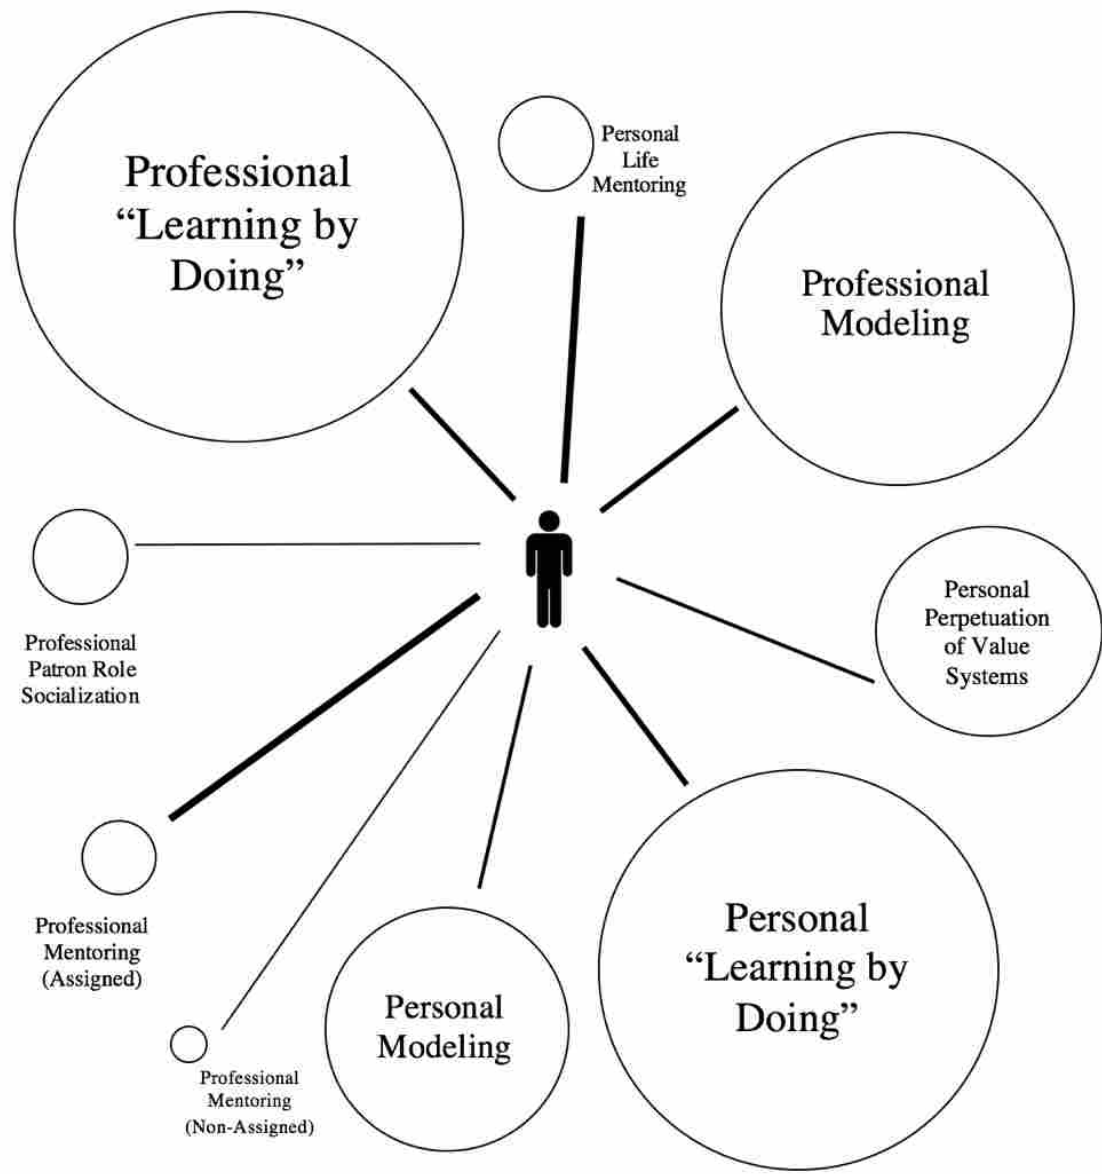 Professional
“Learning by
Doing”
Personal
Life
Mentoring
Professional
Modeling
Professional
Patron Role
Socialization
Personal
Perpetuation
of Value
Systems
Professional
Mentoring
(Assigned)
Professional
Mentoring
(Non-Assigned)
Personal
Modeling
Personal
“Learning by
Doing”